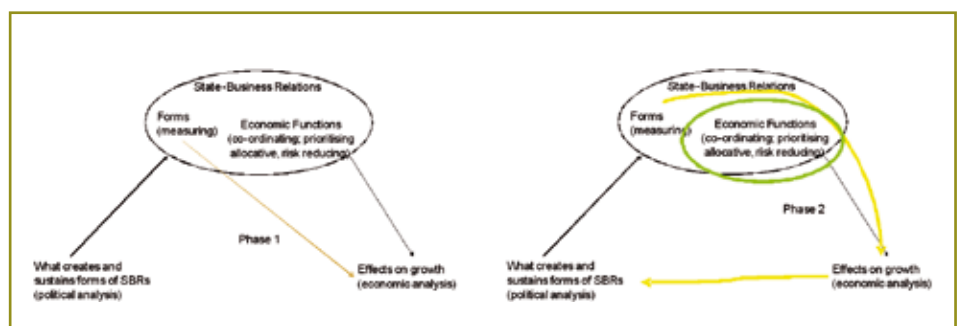 State-Business Relations
Forms
(measuring)
Economic Functions
(co-ordinating; prioritising
allocative, risk reducing)
Phase 1
What creates and
sustains forms of SBRs
(political analysis)
Effects on growth
(economic analysis)
State-Business Relations
Forms
(measuring)
Economic Functions
(co-ordinating; prioritising
allocative, risk reducing)
Phase 2
What creates and
sustains forms of SBRs
(political analysis)
Effects on growth
(economic analysis)